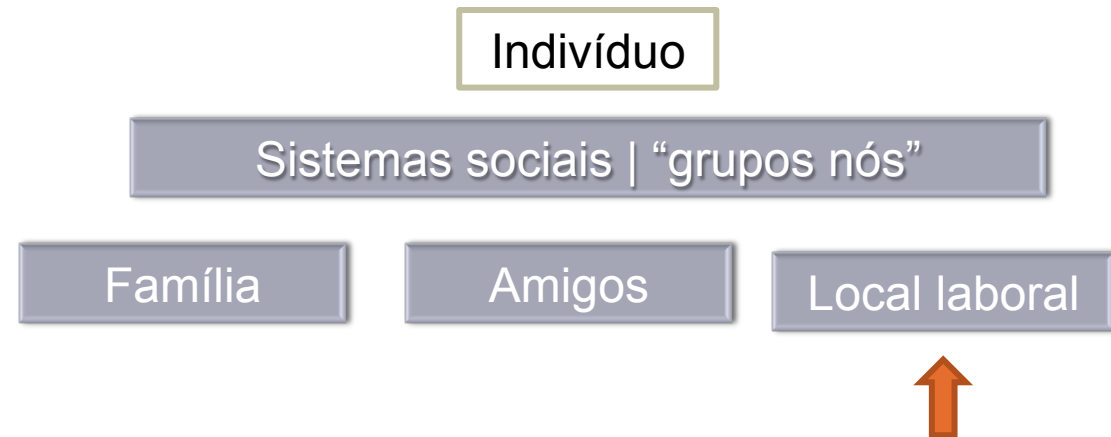 Indivíduo
Sistemas sociais | “grupos nós”
Família
Amigos
Local laboral